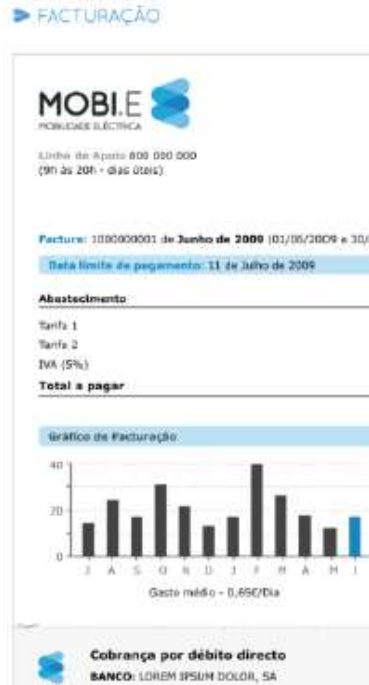 FACTURAÇÃO
MOBI.E
MOBILIDADE ELÉCTRICA
Linha de Apoio 800 000 000
(9h às 20h - dias úteis)
Factura: 1000000001 de Junho de 2009 (01/06/2009 e 30/
Data limite de pagamento: 11 de Julho de 2009
Abastecimento
Tarifa 1
Tarifa 2
IVA (5%)
Total a pagar
Gráfico de Facturação
40
20
0
J A S O N D J F M A M J
Gasto médio - 0,65€/Dia
Cobrança por débito directo
BANCO: LOREM IPSUM DOLOR, SA